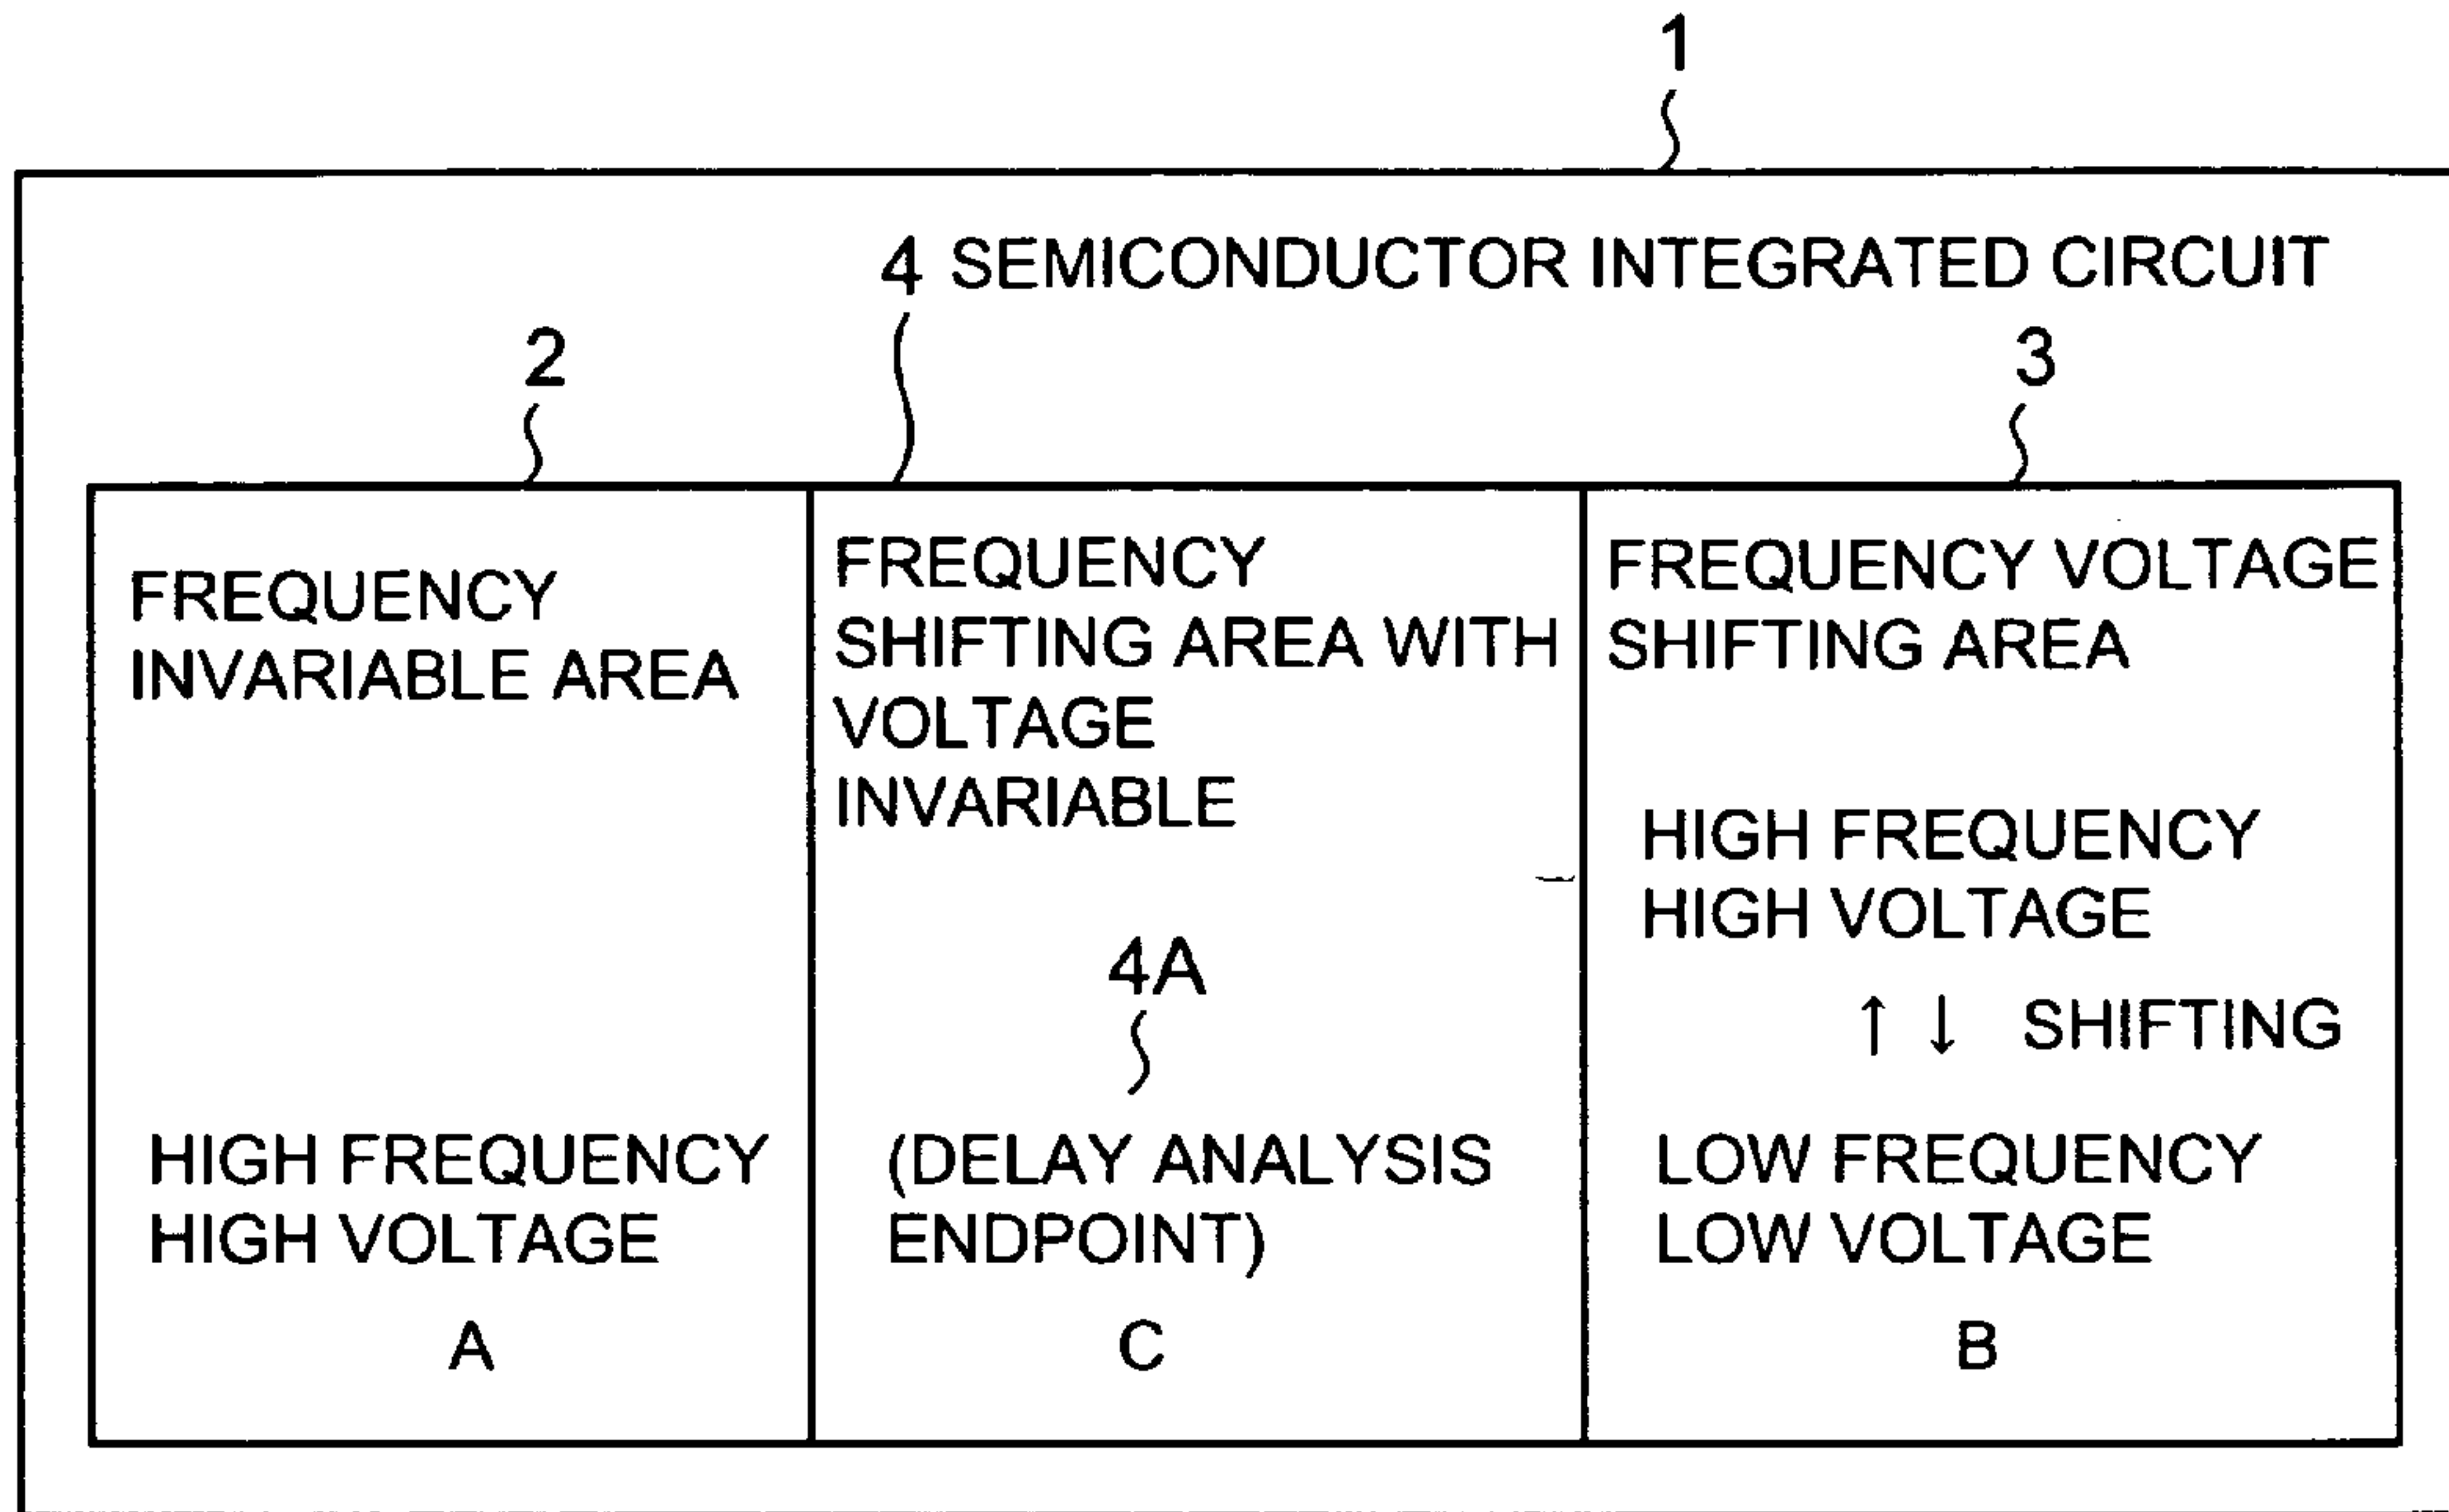 1
4 SEMICONDUCTOR INTEGRATED CIRCUIT
2
3
FREQUENCY
INVARIABLE AREA
HIGH FREQUENCY
HIGH VOLTAGE
A
FREQUENCY
SHIFTING AREA WITH
VOLTAGE
INVARIABLE
4A
(DELAY ANALYSIS
ENDPOINT)
C
FREQUENCY VOLTAGE
SHIFTING AREA
HIGH FREQUENCY
HIGH VOLTAGE
↑ ↓ SHIFTING
LOW FREQUENCY
LOW VOLTAGE
B